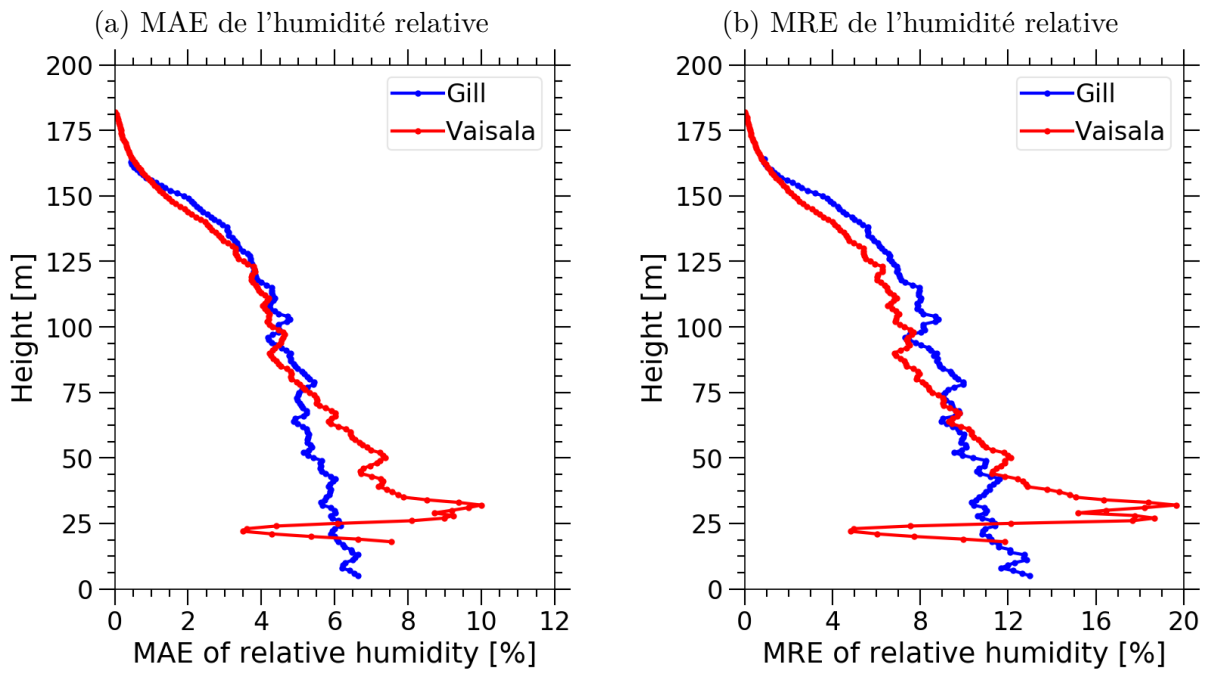 (a) MAE de l'humidité relative
200
175
150
125
100
75
50
25
0
Height [m]
Gill
Vaisala
0 2 4 6 8 10 12
MAE of relative humidity [%]
(b) MRE de l'humidité relative
200
175
150
125
100
75
50
25
0
Height [m]
Gill
Vaisala
0 4 8 12 16 20
MRE of relative humidity [%]